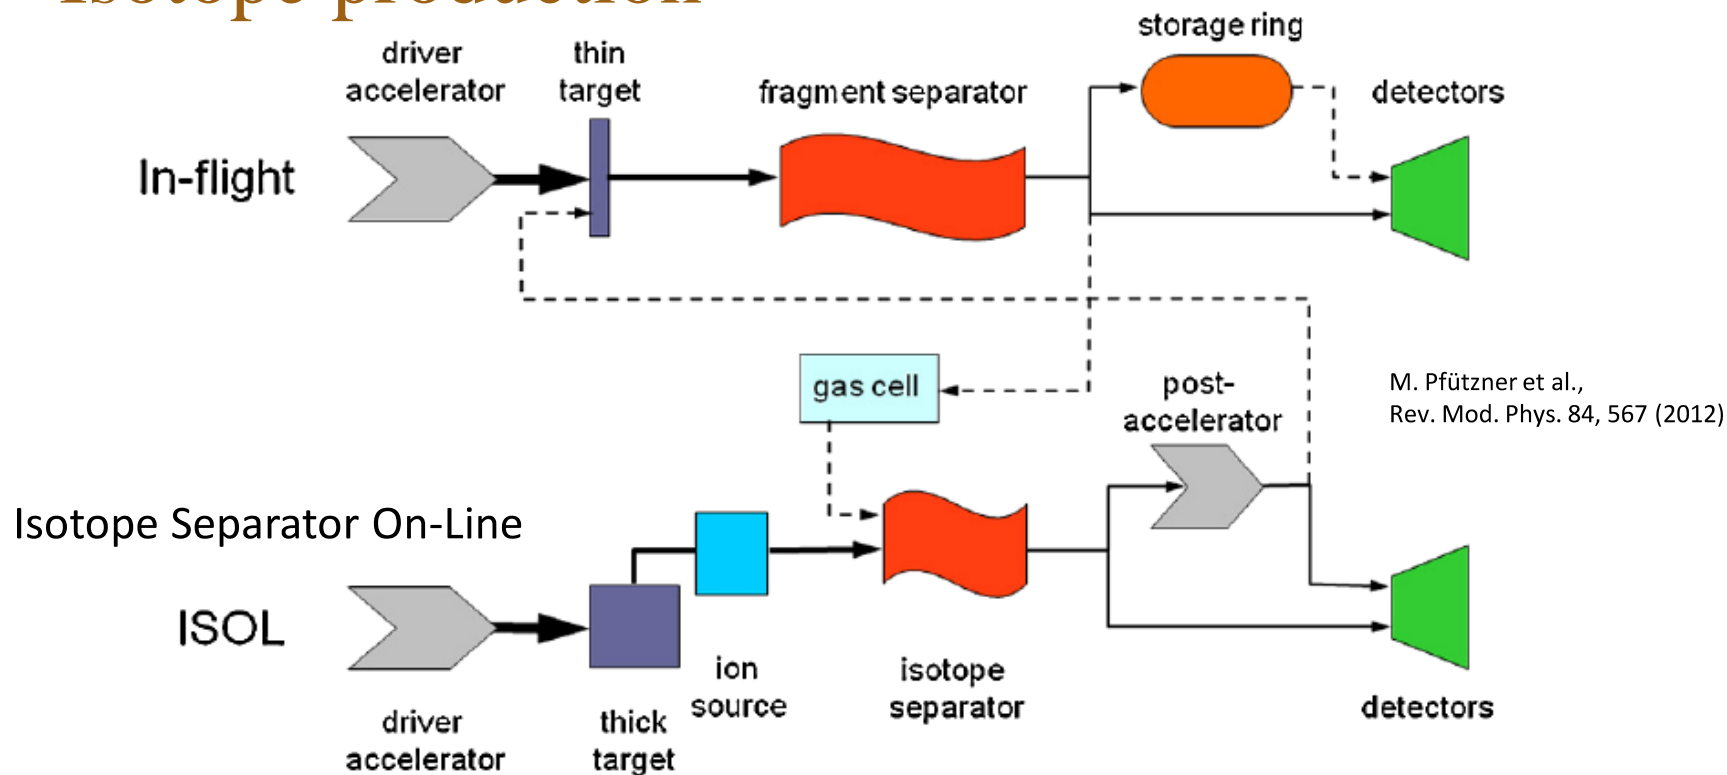 Isotope production
storage ring
driver
accelerator
thin
target
fragment separator
detectors
In-flight
gas cell
post-
accelerator
M. Pfützner et al.,
Rev. Mod. Phys. 84, 567 (2012)
Isotope Separator On-Line
ISOL
ion
source
isotope
separator
detectors
driver
accelerator
thick
target